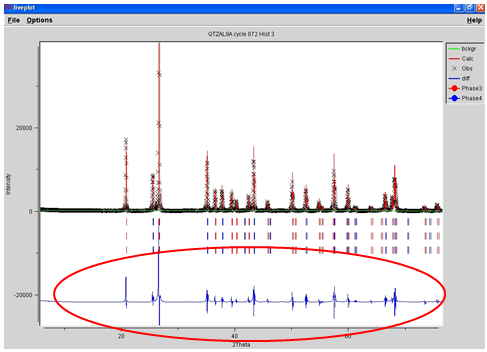 liveplot
File Options Help
GTZAL9A cycle 872 Hist 3
bckgr
Calc
Obs
diff
Phase3
Phase4
Intensity
20000
0
-20000
20 40 60
2Theta